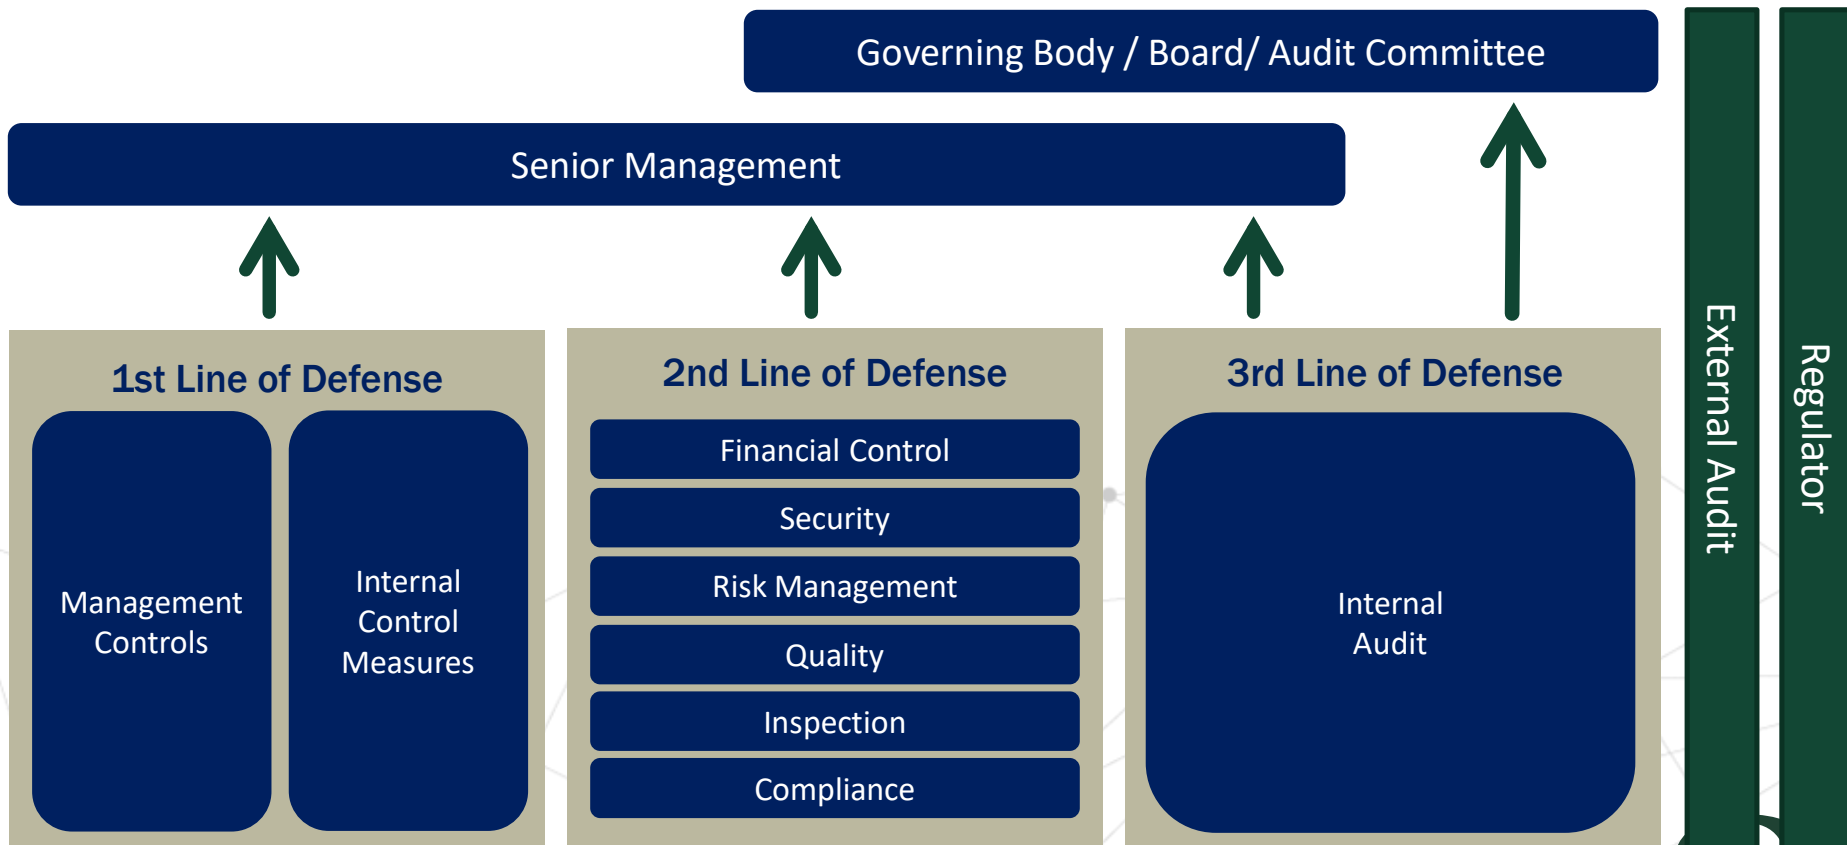 Governing Body / Board/ Audit Committee
Senior Management
1st Line of Defense
Management
Controls
Internal
Control
Measures
2nd Line of Defense
Financial Control
Security
Risk Management
Quality
Inspection
Compliance
3rd Line of Defense
Internal
Audit
External Audit
Regulator